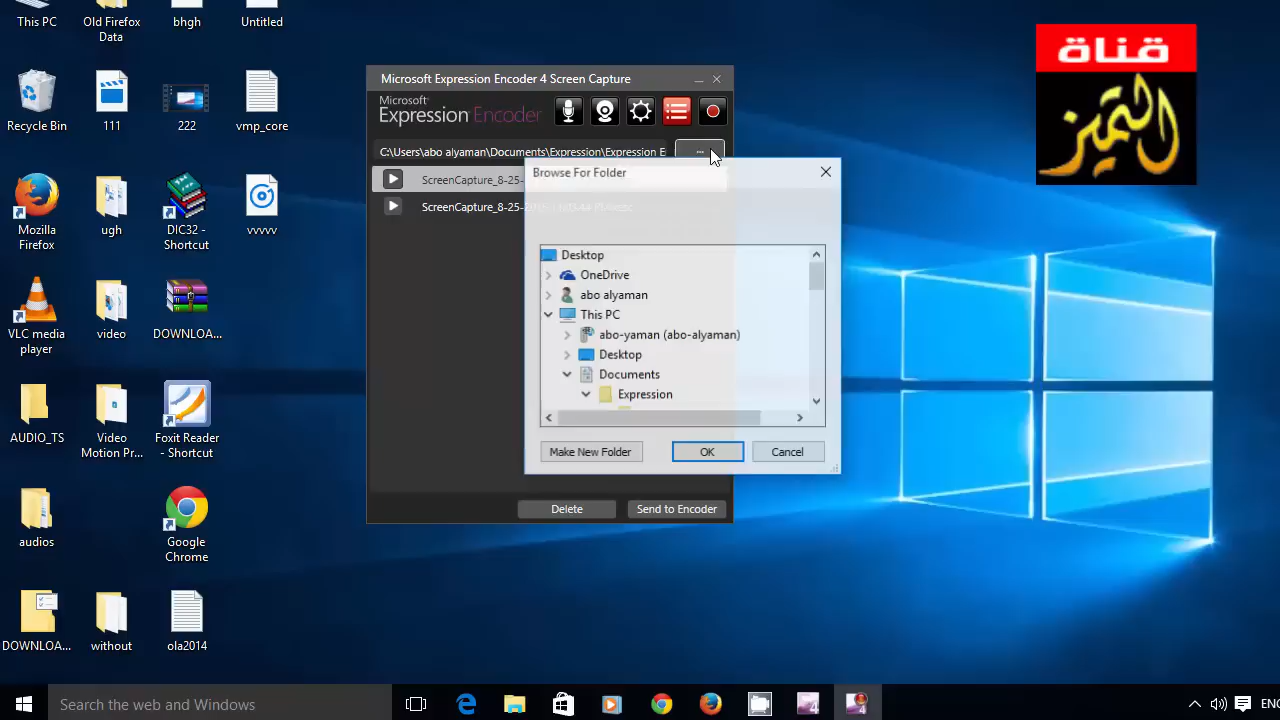 This PC
Old Firefox
Data
bhgh
Untitled
Recycle Bin
111
222
vmp_core
Mozilla
Firefox
ugh
DIC32 -
Shortcut
vvvvv
VLC media
player
video
DOWNLOA...
AUDIO_TS
Video
Motion Pr...
Foxit Reader
- Shortcut
audios
Google
Chrome
DOWNLOA...
without
ola2014
Microsoft Expression Encoder 4 Screen Capture
Microsoft
Expression Encoder
C:\Users\abo alyaman\Documents\Expression\Expression E
...
ScreenCapture_8-25-
ScreenCapture_8-25-
Browse For Folder
Desktop
OneDrive
abo alyaman
This PC
abo-yaman (abo-alyaman)
Desktop
Documents
Expression
Make New Folder
OK
Cancel
Delete
Send to Encoder
قناة
التميز
Search the web and Windows
4
4
ENG